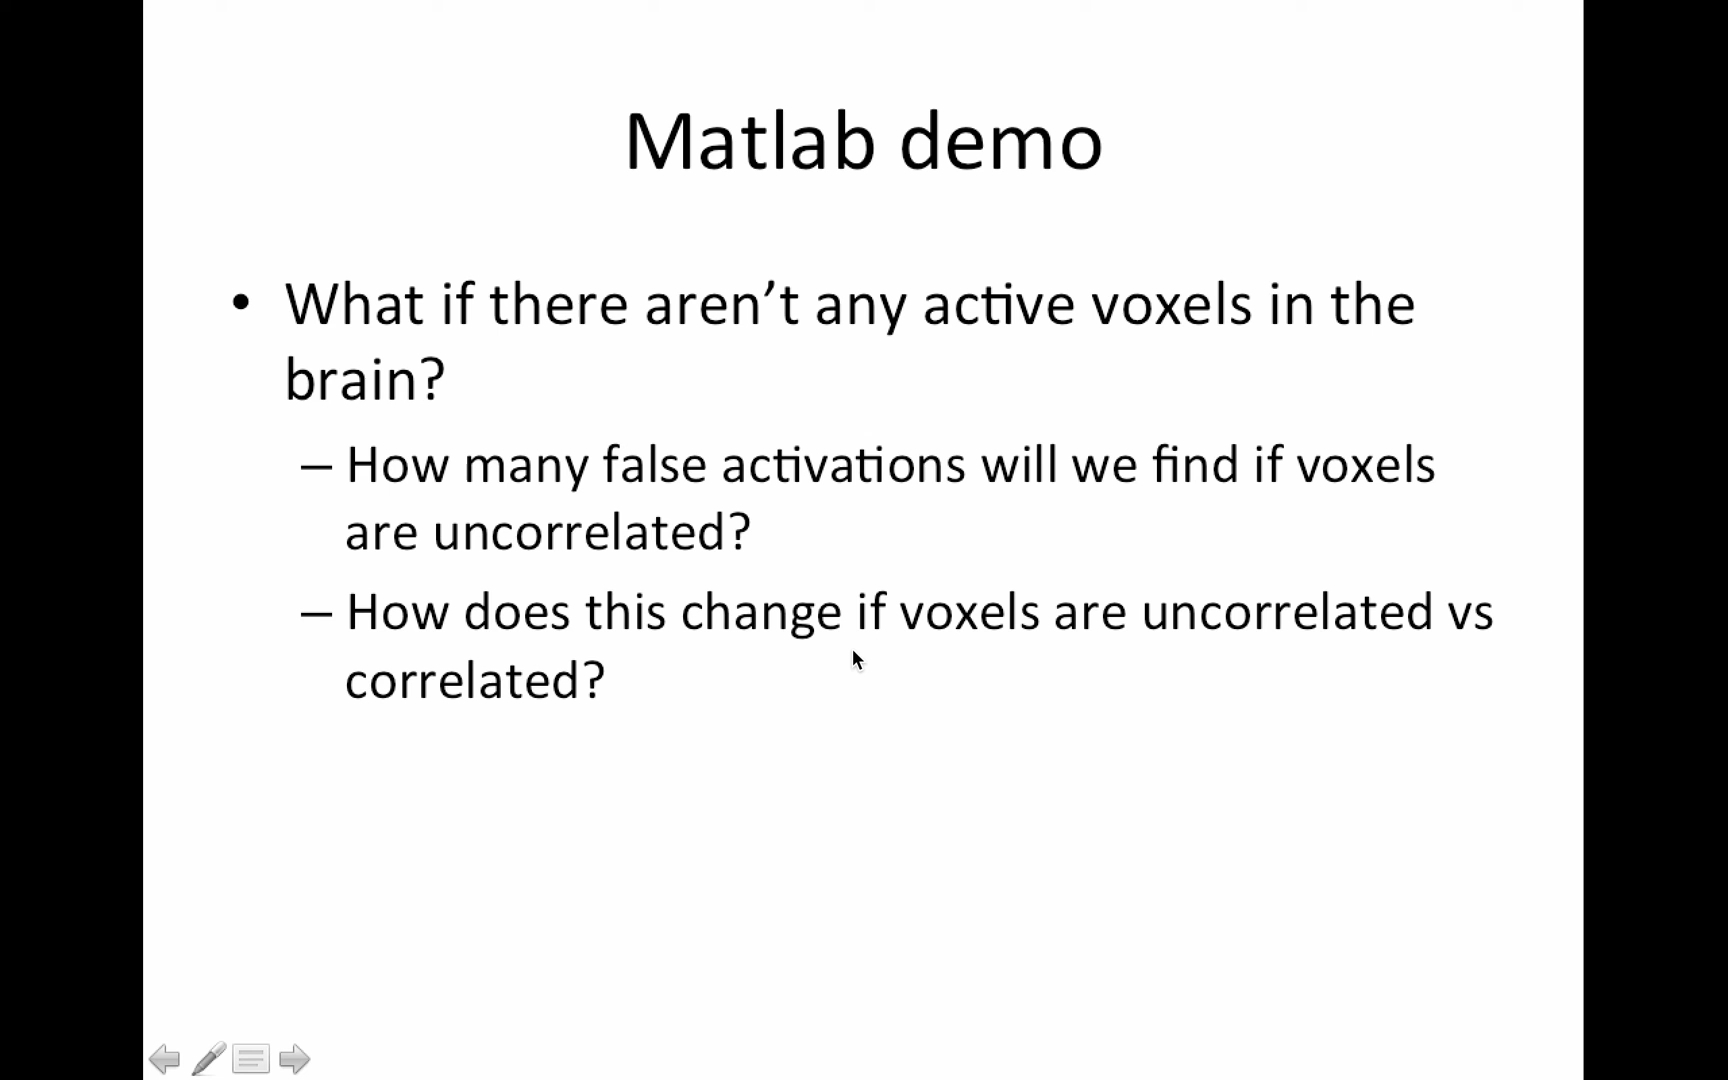 Matlab demo
• What if there aren’t any active voxels in the
brain?
– How many false activations will we find if voxels
are uncorrelated?
– How does this change if voxels are uncorrelated vs
correlated?